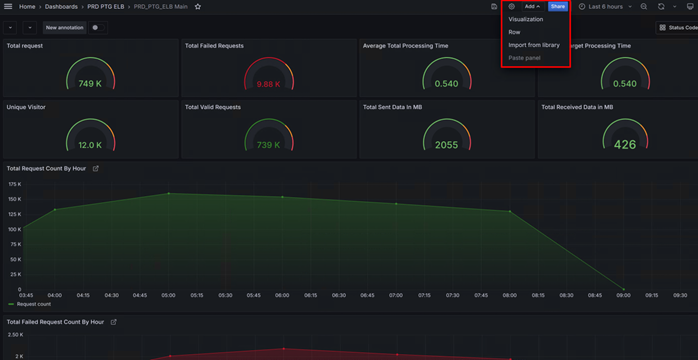 Home > Dashboards > PRD PTG ELB > PRD_PTG_ELB Main
Add
Share
Last 6 hours
New annotation
Visualization
Row
Import from library
Paste panel
Status Code
Total request
749 K
Total Failed Requests
9.88 K
Average Total Processing Time
0.540
rget Processing Time
0.540
Unique Visitor
12.0 K
Total Valid Requests
739 K
Total Sent Data In MB
2055
Total Received Data in MB
426
Total Request Count By Hour
175 K
150 K
125 K
100 K
75 K
50 K
25 K
0
03:45 04:00 04:15 04:30 04:45 05:00 05:15 05:30 05:45 06:00 06:15 06:30 06:45 07:00 07:15 07:30 07:45 08:00 08:15 08:30 08:45 09:00 09:15 09:30
Request count
Total Failed Request Count By Hour
2.50 K
2 K